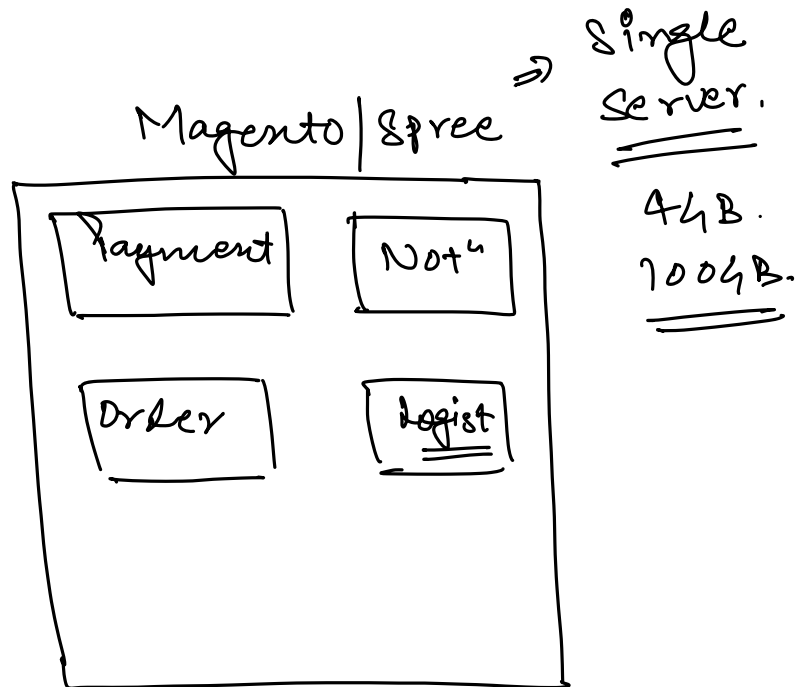 Single
Server.
Magento | Spree
4GB.
100GB.
Payment
Not"
Order
Logist